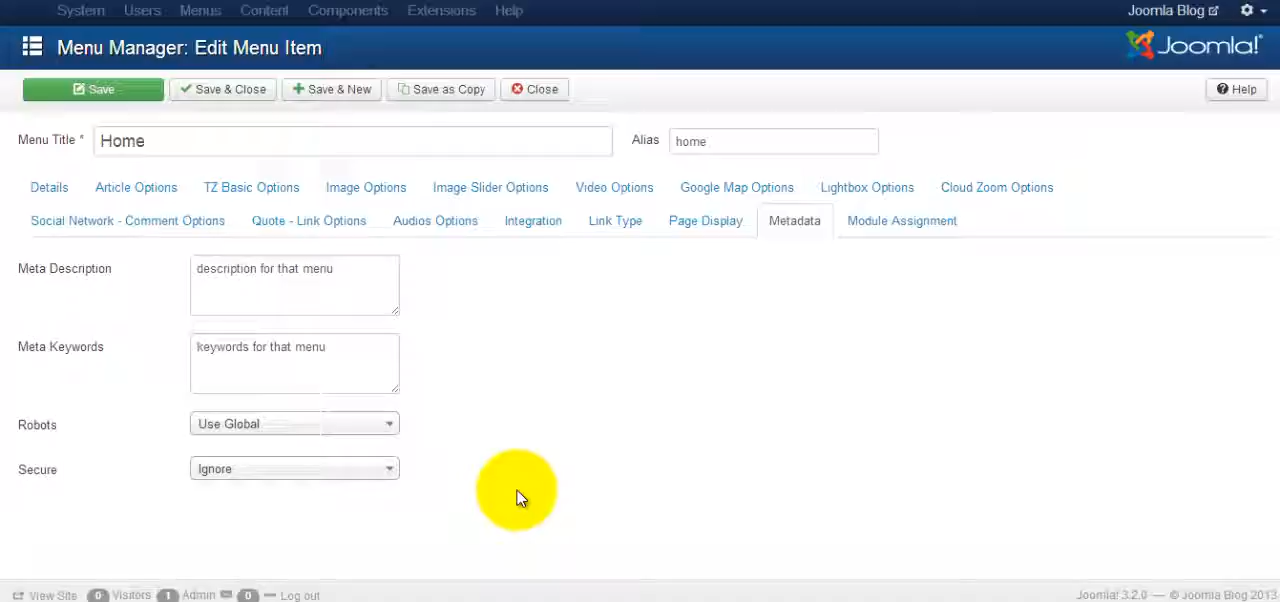 System Users Menus Content Components Extensions Help Joomla Blog
Menu Manager: Edit Menu Item Joomla!®
Save Save & Close Save & New Save as Copy Close Help
Menu Title * Home Alias home
Details Article Options TZ Basic Options Image Options Image Slider Options Video Options Google Map Options Lightbox Options Cloud Zoom Options
Social Network - Comment Options Quote - Link Options Audios Options Integration Link Type Page Display Metadata Module Assignment
Meta Description description for that menu
Meta Keywords keywords for that menu
Robots Use Global
Secure Ignore
View Site 0 Visitors 1 Admin 0 Log out Joomla! 3.2.0 — © Joomla Blog 2013